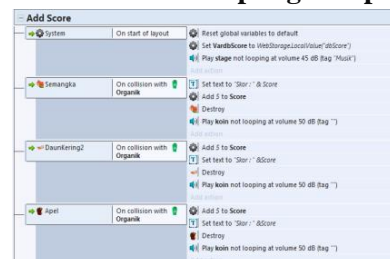 Add Score
System
On start of layout
Reset global variables to default
Set VardbScore to WebStorage.LocalValue("dbScore")
Play stage not looping at volume 45 dB (tag "Musik")
Add action
Semangka
On collision with
Organik
Set text to "Skor : " & Score
Add 5 to Score
Destroy
Play koin not looping at volume 50 dB (tag "")
Add action
DaunKering2
On collision with
Organik
Add 5 to Score
Set text to "Skor : " &Score
Destroy
Play koin not looping at volume 50 dB (tag "")
Add action
Apel
On collision with
Organik
Add 5 to Score
Set text to "Skor : " &Score
Destroy
Play koin not looping at volume 50 dB (tag "")